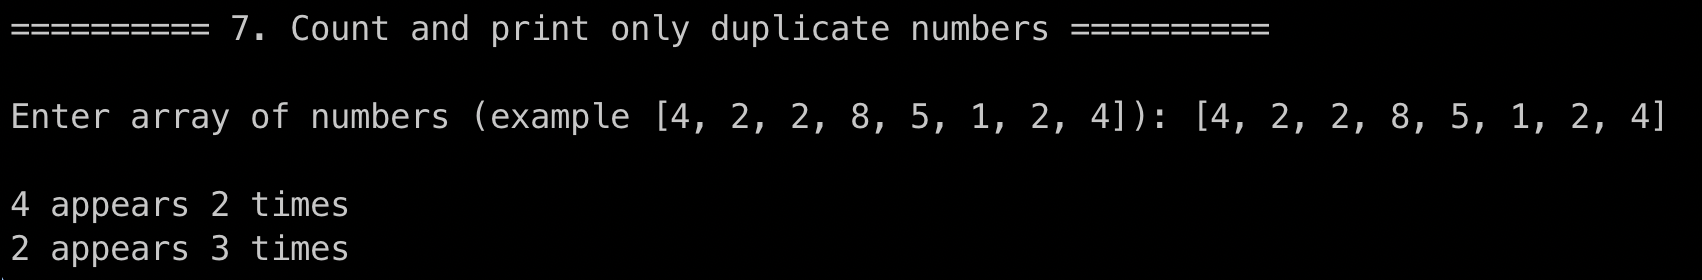 ========== 7. Count and print only duplicate numbers ==========
Enter array of numbers (example [4, 2, 2, 8, 5, 1, 2, 4]): [4, 2, 2, 8, 5, 1, 2, 4]
4 appears 2 times
2 appears 3 times